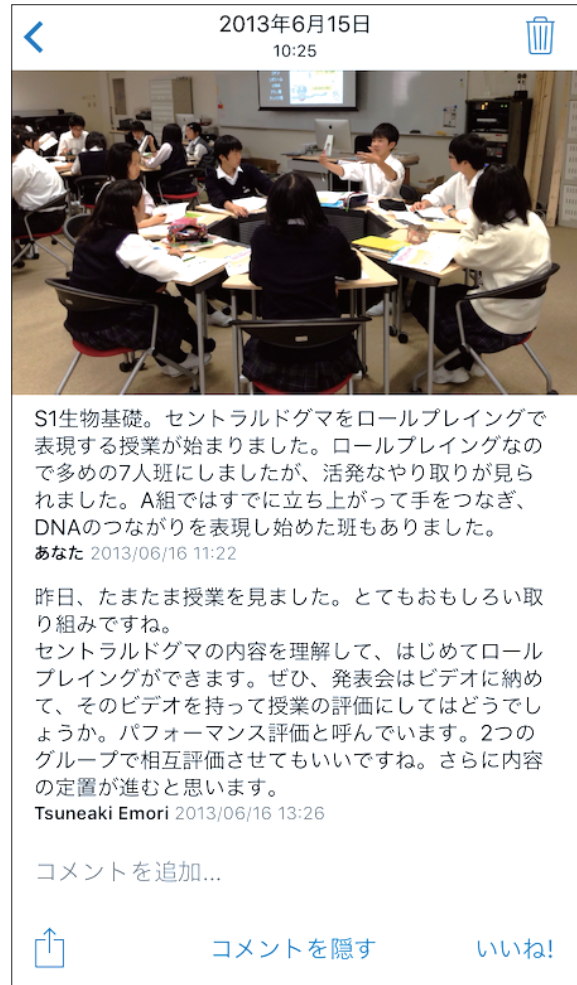 2013年6月15日
10:25
S1生物基礎。セントラルドグマをロールプレイングで
表現する授業が始まりました。ロールプレイングなの
で多めの7人班にしましたが、活発なやり取りが見ら
れました。A組ではすでに立ち上がって手をつなぎ、
DNAのつながりを表現し始めた班もありました。
あなた 2013/06/16 11:22
昨日、たまたま授業を見ました。とてもおもしろい取
り組みですね。
セントラルドグマの内容を理解して、はじめてロール
プレイングができます。ぜひ、発表会はビデオに納め
て、そのビデオを持って授業の評価にしてはどうでし
ょうか。パフォーマンス評価と呼んでいます。2つの
グループで相互評価させてもいいですね。さらに内容
の定置が進むと思います。
Tsuneaki Emori 2013/06/16 13:26
コメントを追加...
コメントを隠す
いいね!